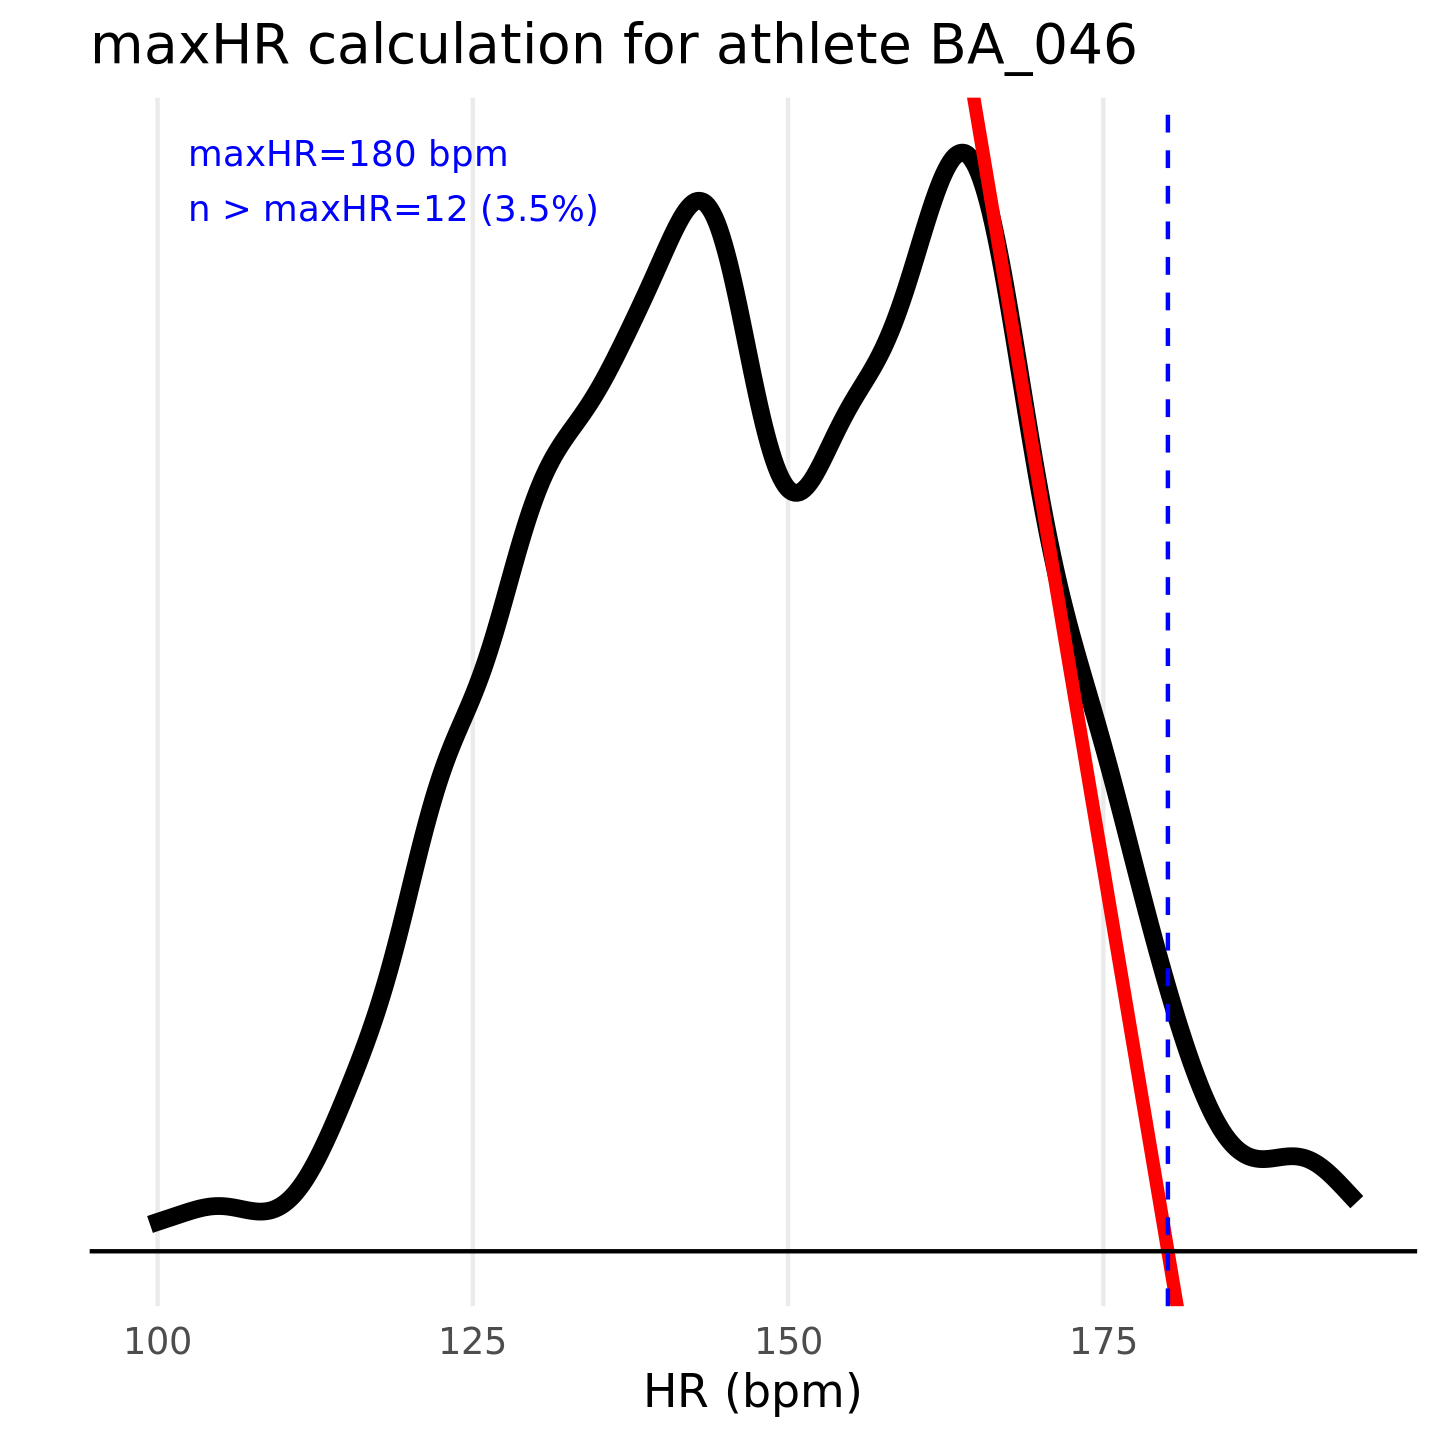 maxHR calculation for athlete BA_046
maxHR=180 bpm
n > maxHR=12 (3.5%)
100 125 150 175
HR (bpm)